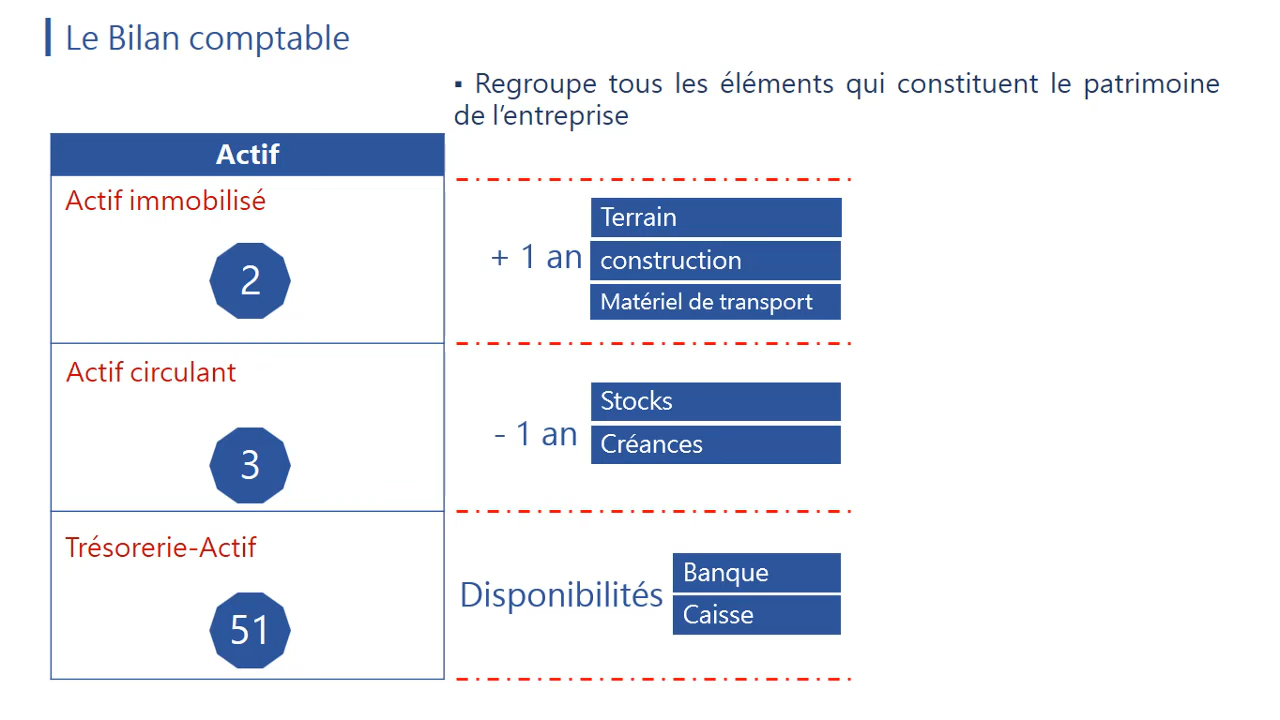 Le Bilan comptable
▪ Regroupe tous les éléments qui constituent le patrimoine
de l’entreprise
Actif
Actif immobilisé
2
+ 1 an
Terrain
construction
Matériel de transport
Actif circulant
3
- 1 an
Stocks
Créances
Trésorerie-Actif
51
Disponibilités
Banque
Caisse